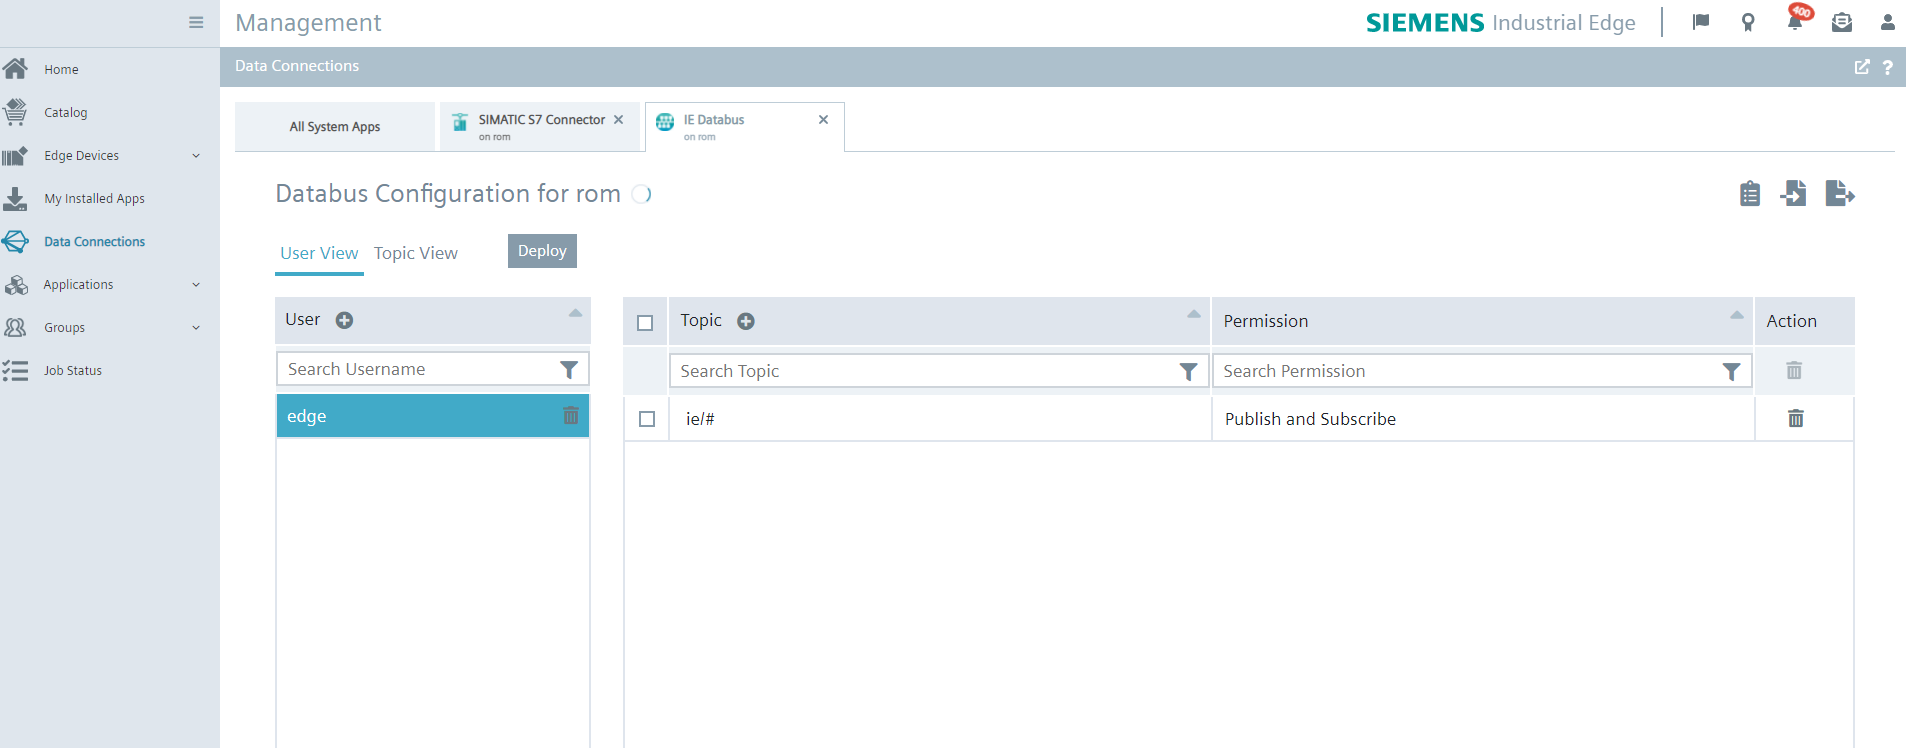 Management
SIEMENS Industrial Edge
400
Data Connections
?
Home
Catalog
Edge Devices
My Installed Apps
Data Connections
Applications
Groups
Job Status
All System Apps
SIMATIC S7 Connector
on rom
IE Databus
on rom
Databus Configuration for rom
User View Topic View Deploy
User
Search Username
edge
Topic Permission Action
Search Topic Search Permission
ie/# Publish and Subscribe